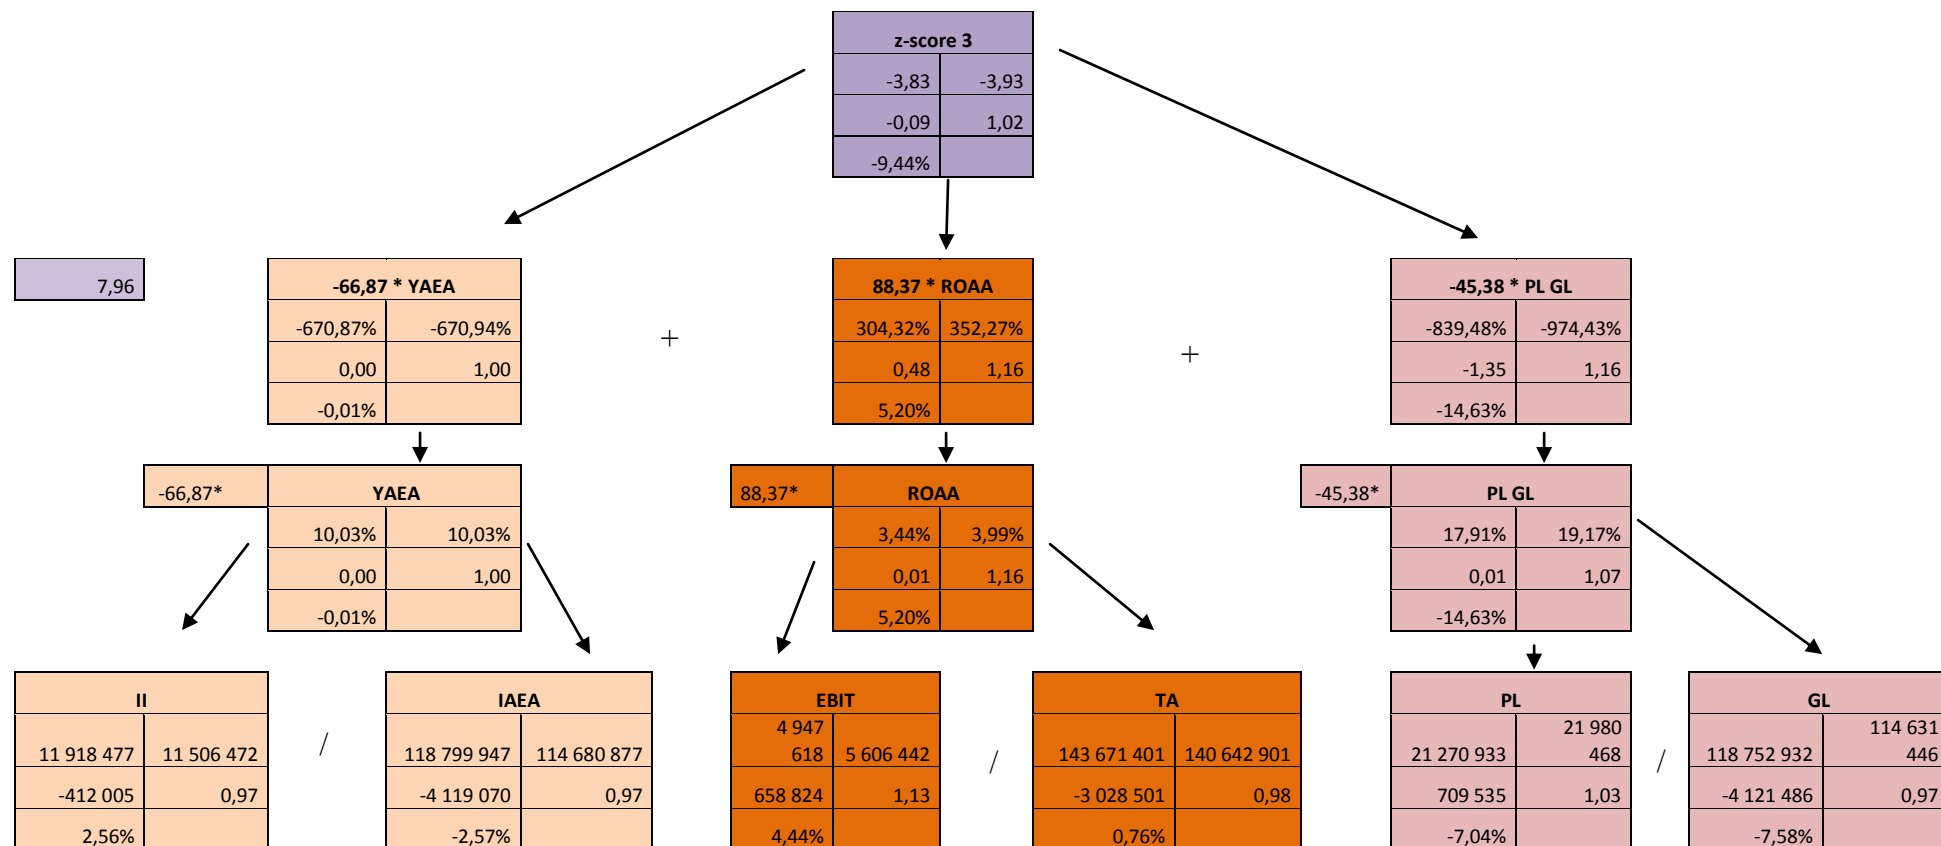 z-score 3
-3,83 -3,93
-0,09 1,02
-9,44%
7,96
-66,87 * YAEA
88,37 * ROAA
-45,38 * PL GL
-670,87% -670,94%
+
304,32% 352,27%
+
-839,48% -974,43%
0,00 1,00
0,48 1,16
-1,35 1,16
-0,01%
5,20%
-14,63%
-66,87* YAEA
88,37* ROAA
-45,38* PL GL
10,03% 10,03%
3,44% 3,99%
17,91% 19,17%
0,00 1,00
0,01 1,16
0,01 1,07
-0,01%
5,20%
-14,63%
II
11 918 477 11 506 472
-412 005 0,97
2,56%
/
IAEA
118 799 947 114 680 877
-4 119 070 0,97
-2,57%
EBIT
4 947
618 5 606 442
658 824 1,13
4,44%
/
TA
143 671 401 140 642 901
-3 028 501 0,98
0,76%
PL
21 980
21 270 933 468
709 535 1,03
-7,04%
/
GL
114 631
118 752 932 446
-4 121 486 0,97
-7,58%